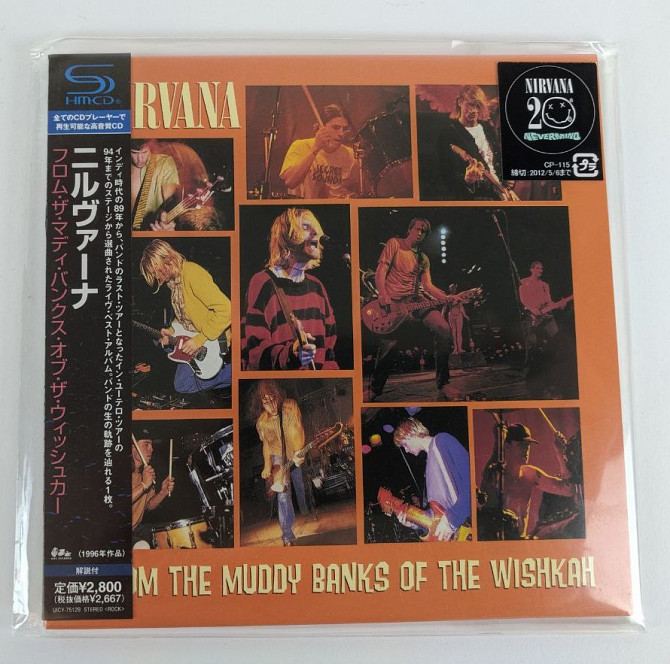 SHM-CD®
全てのCDプレーヤーで
再生可能な高音質CD
ニルヴァーナ
フロム・ザ・マディ・バンクス・オブ・ザ・ウィッシュカー
インディ時代の89年から、バンドのラスト・ツアーとなったイン・ユーテロ・ツアーの
94年までのステージから選曲されたライヴ・ベスト・アルバム。バンドの生の軌跡を辿れる1枚。
(1996年作品)
解説付
定価¥2,800
(税抜価格¥2,667)
UICY-75129 STEREO <ROCK>
RVANA
NIRVANA
20
NEVERMIND
CP-115
締切:2012/5/6まで
OM THE MUDDY BANKS OF THE WISHKAH